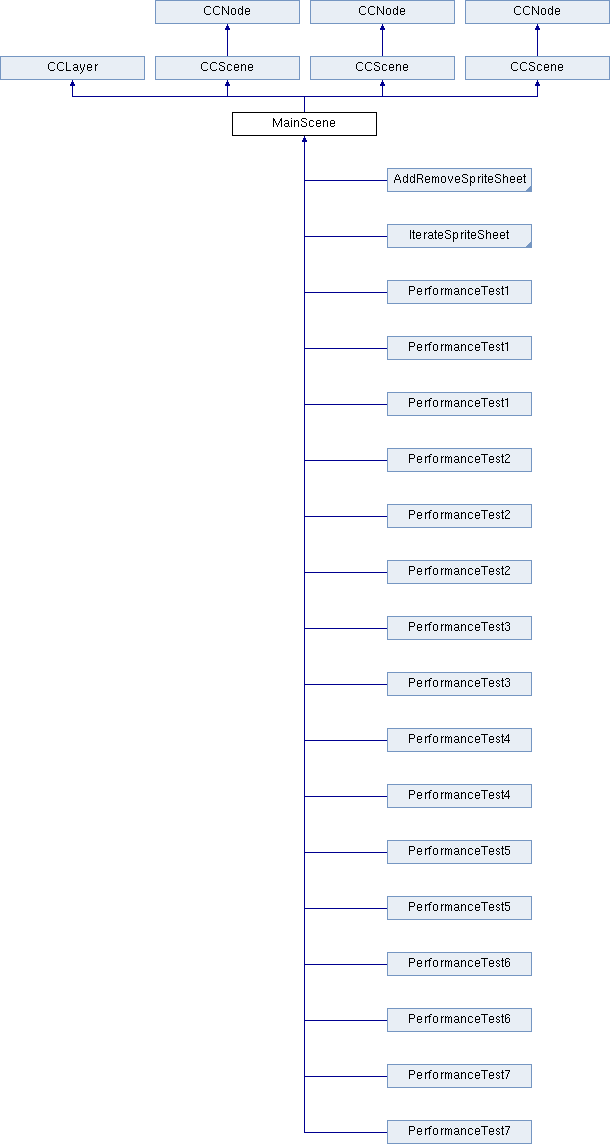 CCNode CCNode CCNode
CCLayer CCScene CCScene CCScene
MainScene
AddRemoveSpriteSheet
IterateSpriteSheet
PerformanceTest1
PerformanceTest1
PerformanceTest1
PerformanceTest2
PerformanceTest2
PerformanceTest2
PerformanceTest3
PerformanceTest3
PerformanceTest4
PerformanceTest4
PerformanceTest5
PerformanceTest5
PerformanceTest6
PerformanceTest6
PerformanceTest7
PerformanceTest7